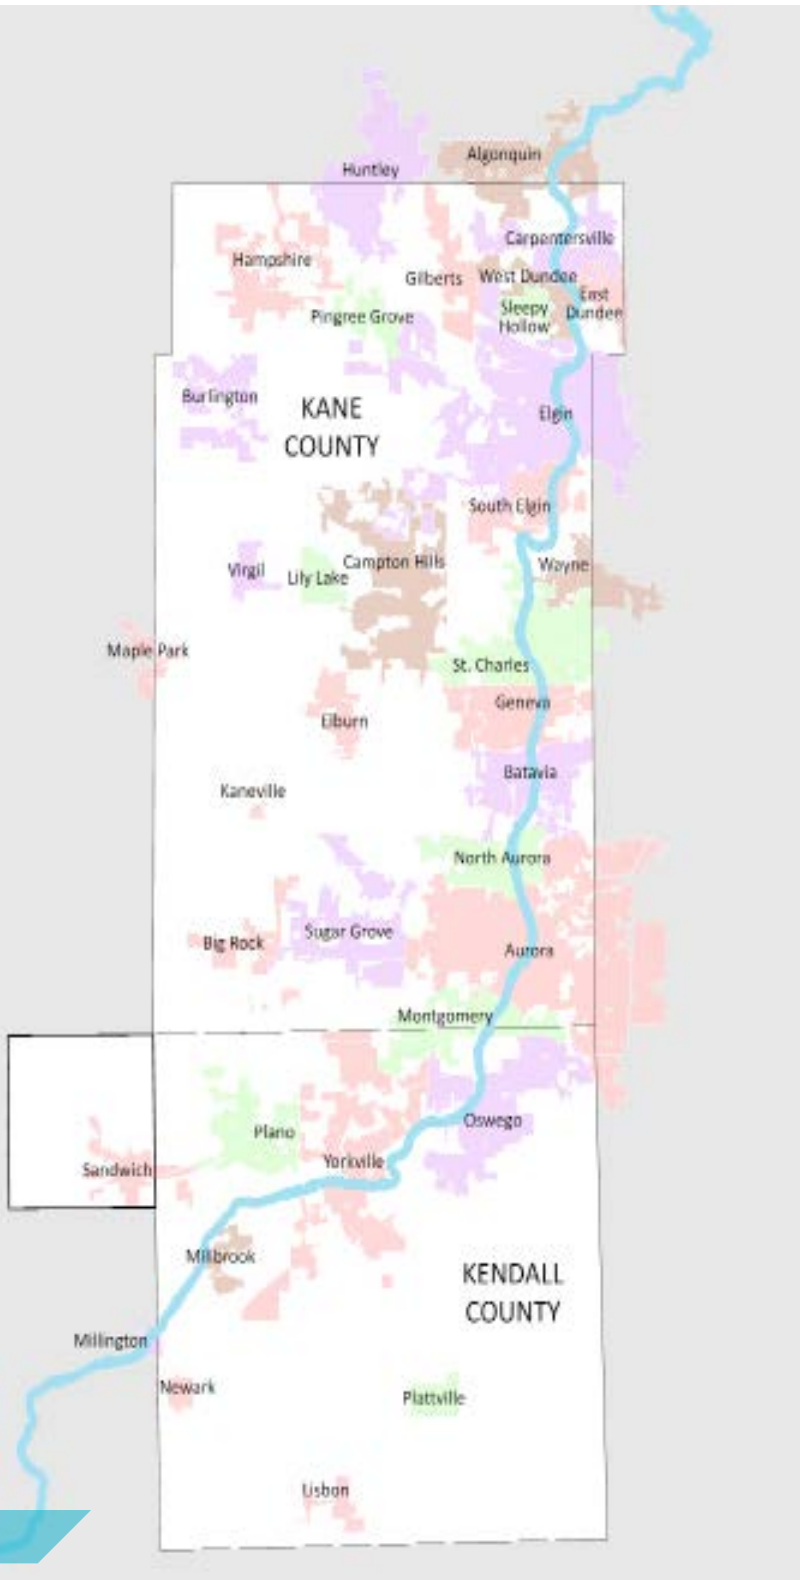 Algonquin
Huntley
Carpentersville
Hampshire
Gilberts
West Dundee
East
Dundee
Sleepy
Hollow
Pingree Grove
Burlington
KANE
COUNTY
Elgin
South Elgin
Campton Hills
Wayne
Virgil
Lily Lake
Maple Park
St. Charles
Geneva
Elburn
Batavia
Kaneville
North Aurora
Sugar Grove
Big Rock
Aurora
Montgomery
Oswego
Plano
Yorkville
Sandwich
Millbrook
KENDALL
COUNTY
Millington
Newark
Plattville
Lisbon